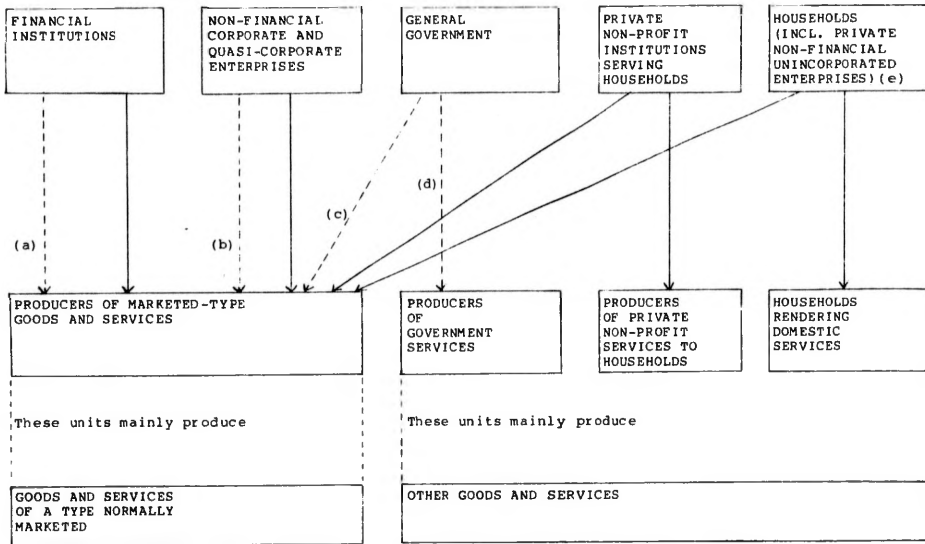 FINANCIAL
INSTITUTIONS
NON-FINANCIAL
CORPORATE AND
QUASI-CORPORATE
ENTERPRISES
GENERAL
GOVERNMENT
PRIVATE
NON-PROFIT
INSTITUTIONS
SERVING
HOUSEHOLDS
HOUSEHOLDS
(INCL. PRIVATE
NON-FINANCIAL
UNINCORPORATED
ENTERPRISES)(e)
(a)
(b)
(c)
(d)
PRODUCERS OF MARKETED-TYPE
GOODS AND SERVICES
PRODUCERS
OF
GOVERNMENT
SERVICES
PRODUCERS
OF PRIVATE
NON-PROFIT
SERVICES TO
HOUSEHOLDS
HOUSEHOLDS
RENDERING
DOMESTIC
SERVICES
These units mainly produce
These units mainly produce
GOODS AND SERVICES
OF A TYPE NORMALLY
MARKETED
OTHER GOODS AND SERVICES